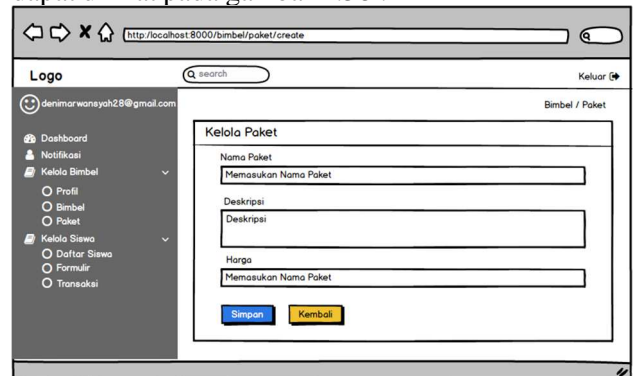 http:/localhost:8000/bimbel/paket/create
Logo
search
Keluar
denimarwansyah28@gmail.com
Bimbel / Paket
Dashboard
Notifikasi
Kelola Bimbel
Profil
Bimbel
Paket
Kelola Siswa
Daftar Siswa
Formulir
Transaksi
Kelola Paket
Nama Paket
Memasukan Nama Paket
Deskripsi
Deskripsi
Harga
Memasukan Nama Paket
Simpan
Kembali